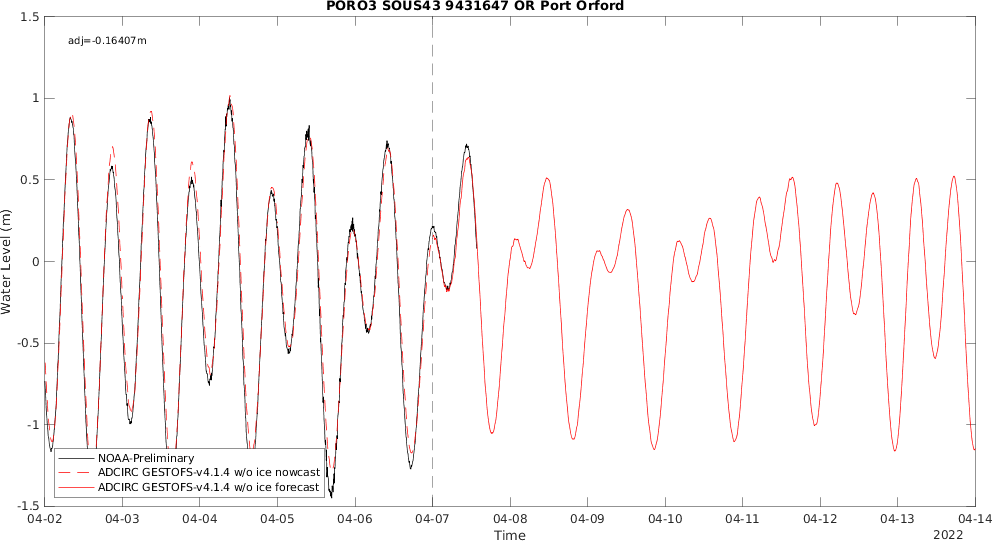 PORO3 SOUS43 9431647 OR Port Orford
adj=-0.16407m
1.5
1
0.5
0
-0.5
-1
-1.5
Water Level (m)
NOAA-Preliminary
ADCIRC GESTOFS-v4.1.4 w/o ice nowcast
ADCIRC GESTOFS-v4.1.4 w/o ice forecast
04-02 04-03 04-04 04-05 04-06 04-07 04-08 04-09 04-10 04-11 04-12 04-13 04-14
Time
2022